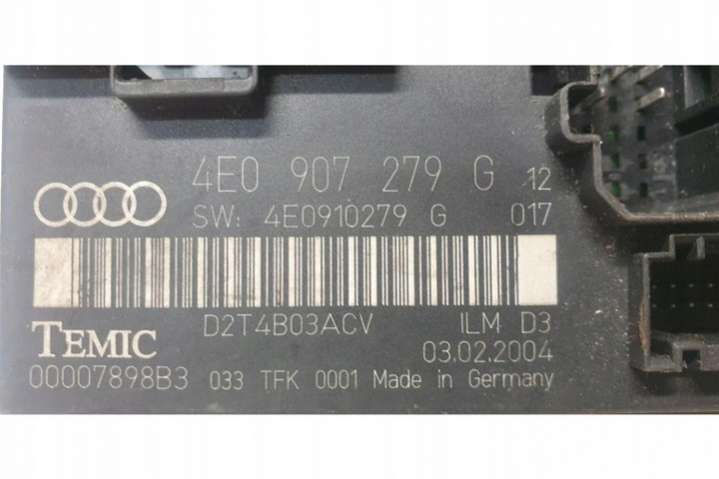 4E0 907 279 G 12
SW: 4E0910279 G 017
D2T4B03ACV ILM D3
TEMIC 03.02.2004
00007898B3 033 TFK 0001 Made in Germany